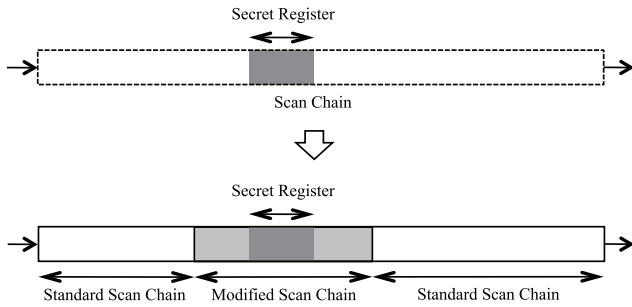 Secret Register
Scan Chain
Secret Register
Standard Scan Chain Modified Scan Chain Standard Scan Chain